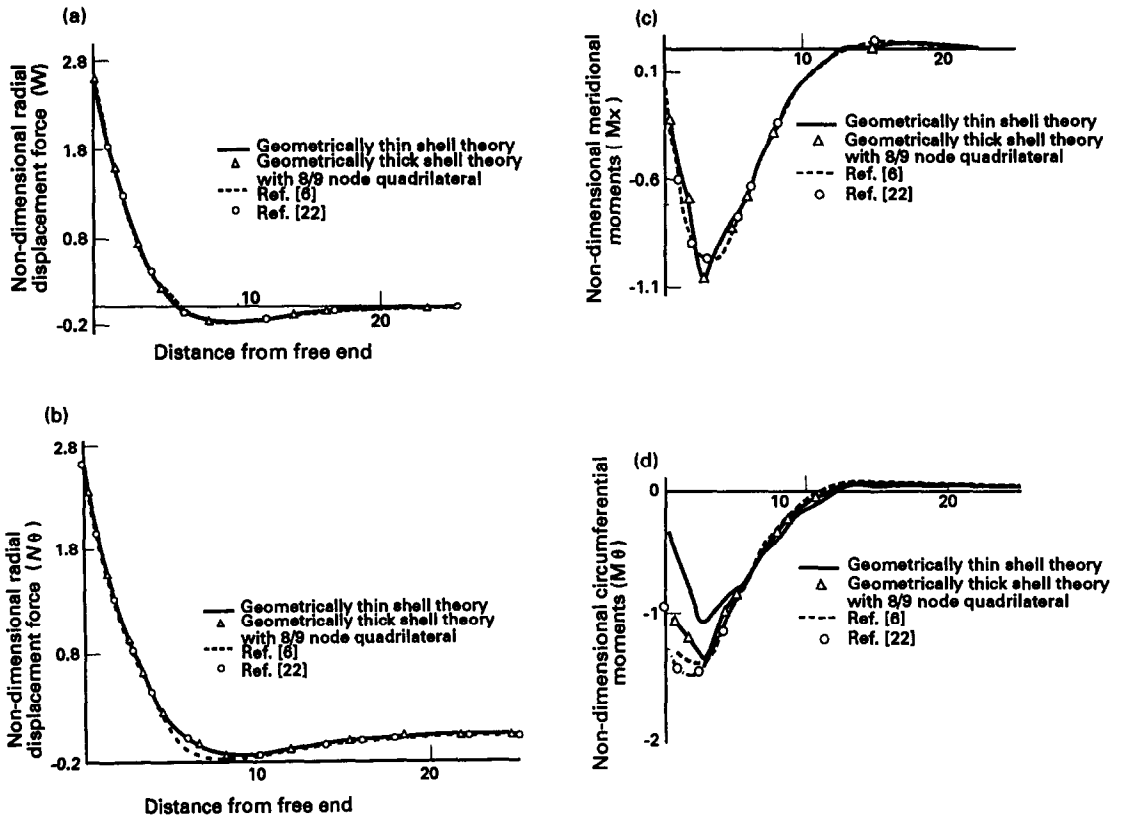 (a)
Non-dimensional radial
displacement force (W)
2.8
1.8
0.8
-0.2
10
20
Geometrically thin shell theory
Geometrically thick shell theory
with 8/9 node quadrilateral
Ref. [6]
Ref. [22]
Distance from free end
(b)
Non-dimensional radial
displacement force (Nθ)
2.8
1.8
0.8
-0.2
10
20
Geometrically thin shell theory
Geometrically thick shell theory
with 8/9 node quadrilateral
Ref. [6]
Ref. [22]
Distance from free end
(c)
Non-dimensional meridional
moments (Mx)
0.1
-0.6
-1.1
10
20
Geometrically thin shell theory
Geometrically thick shell theory
with 8/9 node quadrilateral
Ref. [6]
Ref. [22]
(d)
Non-dimensional circumferential
moments (Mθ)
0
-1
-2
10
20
Geometrically thin shell theory
Geometrically thick shell theory
with 8/9 node quadrilateral
Ref. [6]
Ref. [22]